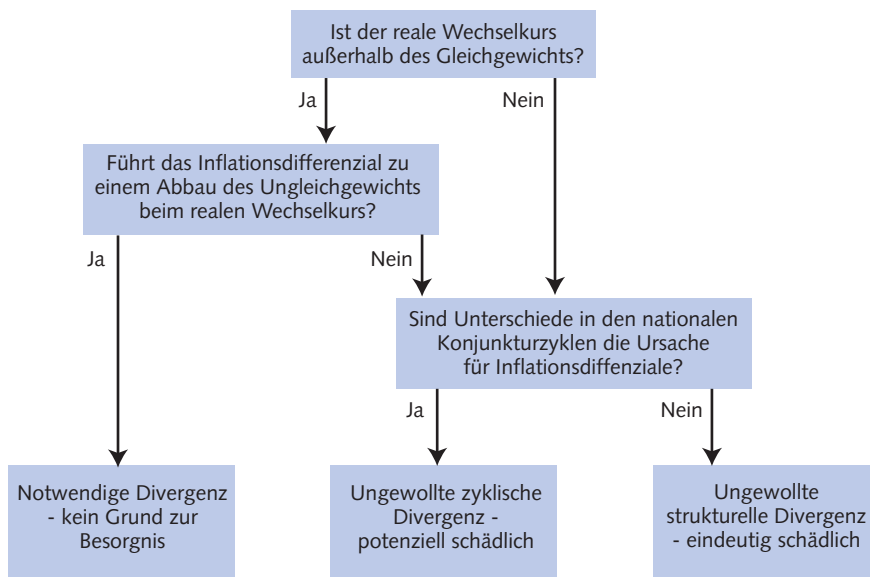 Ist der reale Wechselkurs
außerhalb des Gleichgewichts?
Ja
Nein
Führt das Inflationsdifferenzial zu
einem Abbau des Ungleichgewichts
beim realen Wechselkurs?
Ja
Nein
Sind Unterschiede in den nationalen
Konjunkturzyklen die Ursache
für Inflationsdiffenziale?
Ja
Nein
Notwendige Divergenz
- kein Grund zur
Besorgnis
Ungewollte zyklische
Divergenz -
potenziell schädlich
Ungewollte
strukturelle Divergenz
- eindeutig schädlich